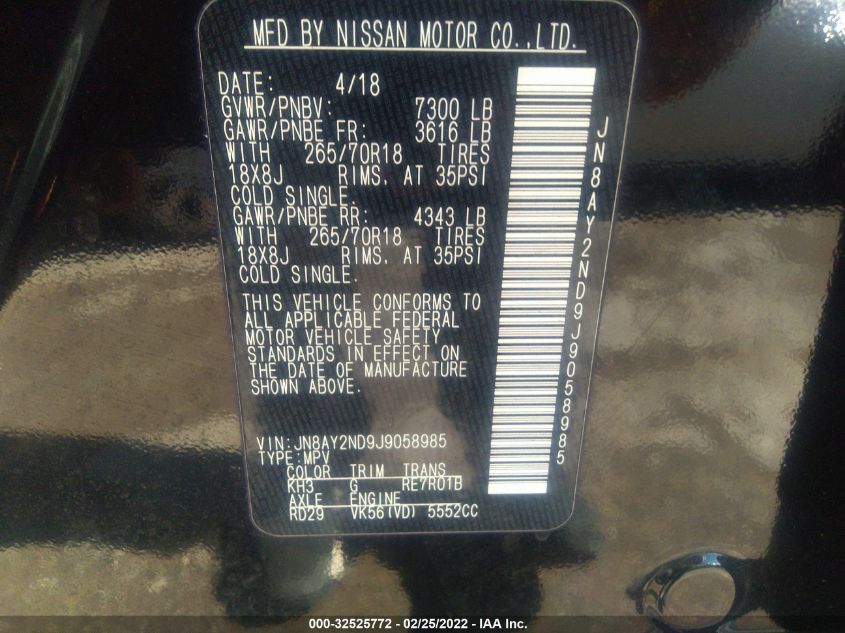 MFD BY NISSAN MOTOR CO.,LTD.
DATE: 4/18
GVWR/PNBV: 7300 LB
GAWR/PNBE FR: 3616 LB
WITH 265/70R18 TIRES
18X8J RIMS. AT 35PSI
COLD SINGLE.
GAWR/PNBE RR: 4343 LB
WITH 265/70R18 TIRES
18X8J RIMS. AT 35PSI
COLD SINGLE.
THIS VEHICLE CONFORMS TO
ALL APPLICABLE FEDERAL
MOTOR VEHICLE SAFETY
STANDARDS IN EFFECT ON
THE DATE OF MANUFACTURE
SHOWN ABOVE.
VIN:JN8AY2ND9J9058985
TYPE:MPV
COLOR TRIM TRANS
KH3 G RE7R01B
AXLE ENGINE
RD29 VK56(VD) 5552CC
JN8AY2ND9J9058985
000-32525772 - 02/25/2022 - IAA Inc.